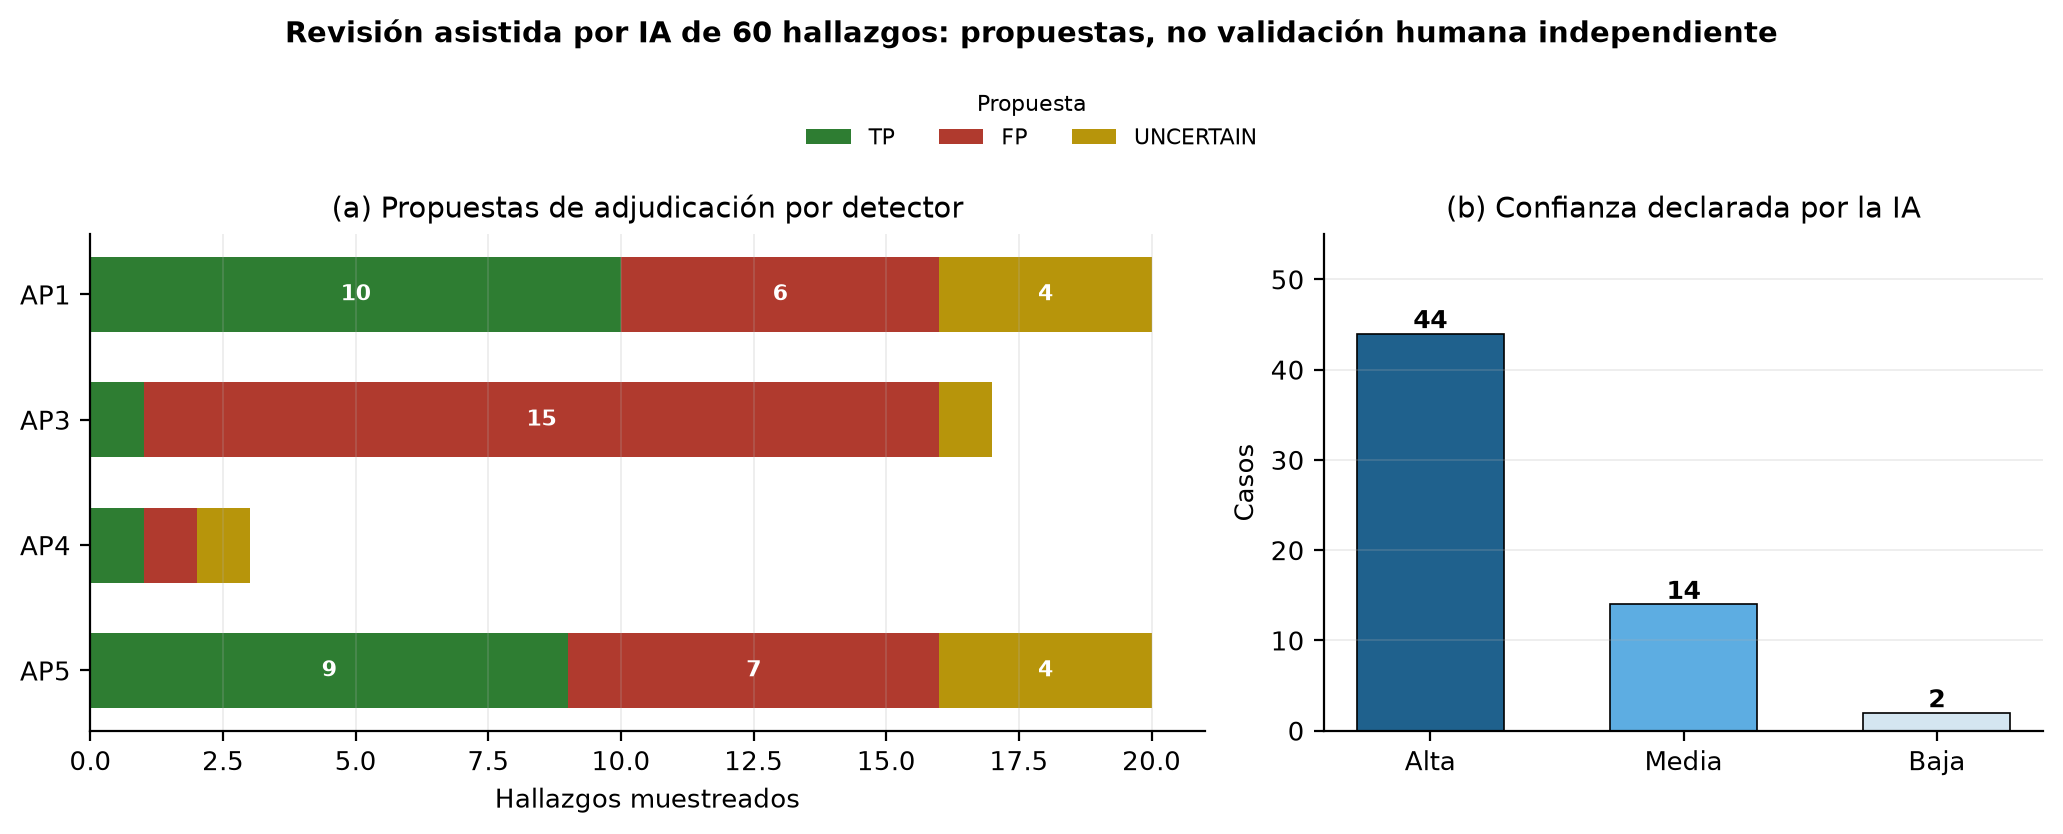 Revisión asistida por IA de 60 hallazgos: propuestas, no validación humana independiente
Propuesta
TP
FP
UNCERTAIN
(a) Propuestas de adjudicación por detector
AP1
10
6
4
AP3
15
AP4
AP5
9
7
4
0.0
2.5
5.0
7.5
10.0
12.5
15.0
17.5
20.0
Hallazgos muestreados
(b) Confianza declarada por la IA
Casos
50
40
30
20
10
0
44
14
2
Alta
Media
Baja